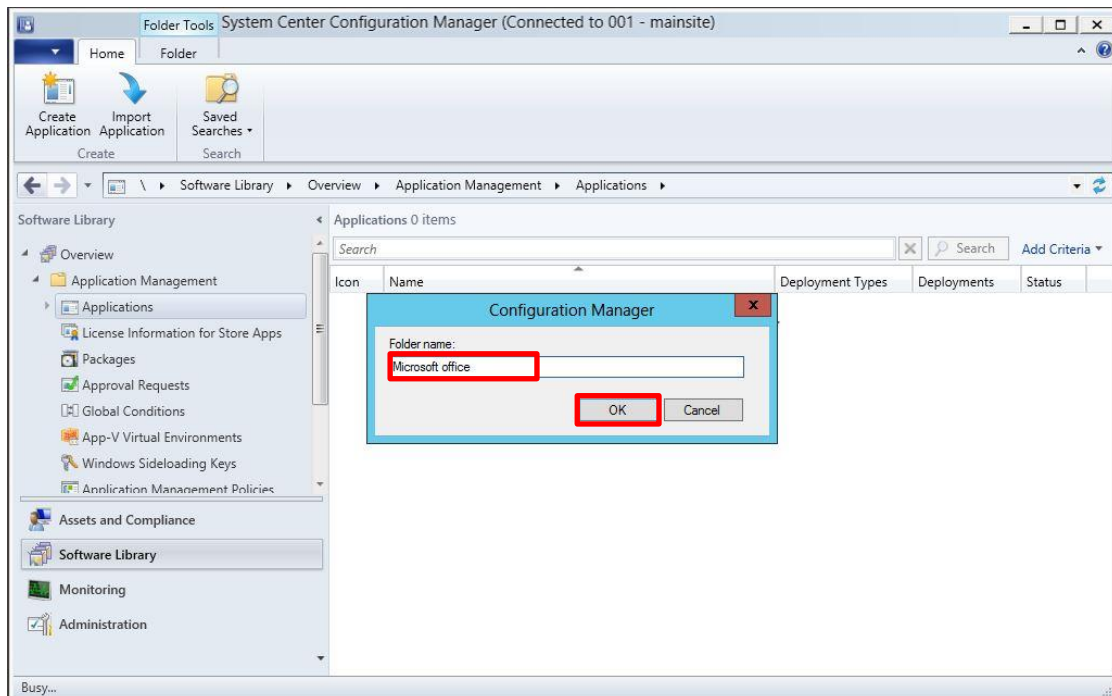 Folder Tools System Center Configuration Manager (Connected to 001 - mainsite)
Home Folder
Create Application
Import Application
Saved Searches
Create
Search
\ Software Library Overview Application Management Applications
Software Library
Overview
Application Management
Applications
License Information for Store Apps
Packages
Approval Requests
Global Conditions
App-V Virtual Environments
Windows Sideloading Keys
Application Management Policies
Assets and Compliance
Software Library
Monitoring
Administration
Applications 0 items
Search Search Add Criteria
Icon Name Deployment Types Deployments Status
Configuration Manager
x
Folder name:
Microsoft office
OK Cancel
Busy...